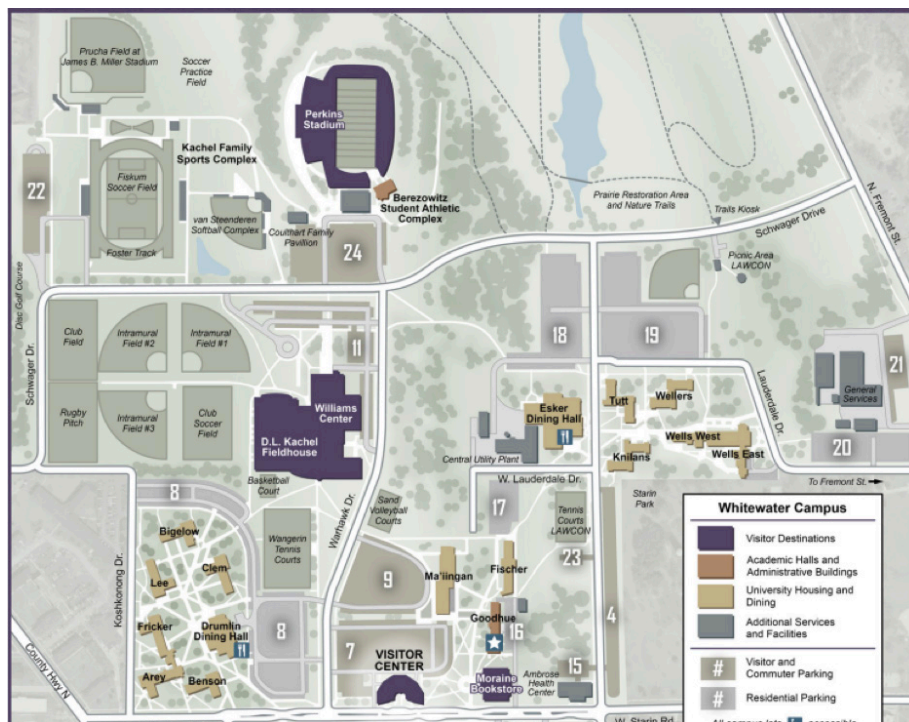 Prucha Field at
James B. Miller Stadium
Soccer
Practice
Field
Perkins
Stadium
Kachel Family
Sports Complex
22
Fiskum
Soccer Field
van Steenderen
Softball Complex
Foster Track
Coulthart Family
Pavilion
Berezowitz
Student Athletic
Complex
24
Prairie Restoration Area
and Nature Trails
Trails Kiosk
Schwager Drive
N. Fremont St.
Picnic Area
LAWCON
Disc Golf Course
Schwager Dr.
Club
Field
Intramural
Field #2
Intramural
Field #1
11
18
19
21
Rugby
Pitch
Intramural
Field #3
Club
Soccer
Field
Williams
Center
D.L. Kachel
Fieldhouse
Esker
Dining Hall
Tutt
Wellers
Wells West
Knilans
Wells East
Lauderdale Dr.
General
Services
20
Central Utility Plant
To Fremont St.
W. Lauderdale Dr.
Basketball
Court
8
Warhawk Dr.
Sand
Volleyball
Courts
17
Tennis
Courts
LAWCON
Starin
Park
23
4
Koshkonong Dr.
Bigelow
Lee
Clem-
Wangerin
Tennis
Courts
9
Ma'iingan
Fischer
Fricker
Drumlin
Dining Hall
8
Arey
Benson
7
VISITOR
CENTER
Goodhue
16
Moraine
Bookstore
Ambrose
Health
Center
15
County Hwy N
W. Starin Rd
Whitewater Campus
Visitor Destinations
Academic Halls and
Administrative Buildings
University Housing and
Dining
Additional Services
and Facilities
# Visitor and
Commuter Parking
# Residential Parking
All campus lots accessible